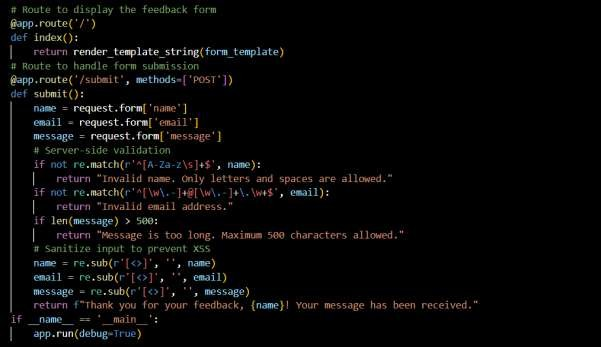 # Route to display the feedback form
@app.route('/')
def index():
    return render_template_string(form_template)
# Route to handle form submission
@app.route('/submit', methods=['POST'])
def submit():
    name = request.form['name']
    email = request.form['email']
    message = request.form['message']
    # Server-side validation
    if not re.match(r'^[A-Za-z\s]+$', name):
        return "Invalid name. Only letters and spaces are allowed."
    if not re.match(r'^[\w\.-]+@[\w\.-]+\.\w+$', email):
        return "Invalid email address."
    if len(message) > 500:
        return "Message is too long. Maximum 500 characters allowed."
    # Sanitize input to prevent XSS
    name = re.sub(r'[<>]', '', name)
    email = re.sub(r'[<>]', '', email)
    message = re.sub(r'[<>]', '', message)
    return f"Thank you for your feedback, {name}! Your message has been received."
if __name__ == '__main__':
    app.run(debug=True)